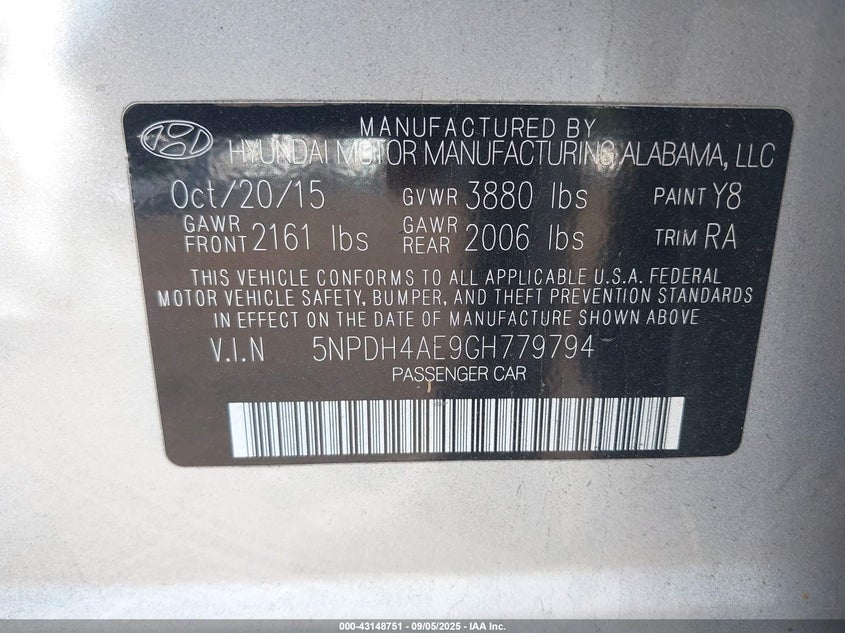 MANUFACTURED BY
HYUNDAI MOTOR MANUFACTURING ALABAMA, LLC
Oct/20/15 GVWR 3880 lbs PAINT Y8
GAWR FRONT 2161 lbs GAWR REAR 2006 lbs TRIM RA
THIS VEHICLE CONFORMS TO ALL APPLICABLE U.S.A. FEDERAL
MOTOR VEHICLE SAFETY, BUMPER, AND THEFT PREVENTION STANDARDS
IN EFFECT ON THE DATE OF MANUFACTURE SHOWN ABOVE
V.I.N 5NPDH4AE9GH779794
PASSENGER CAR
000-43148751 - 09/05/2025 - IAA Inc.